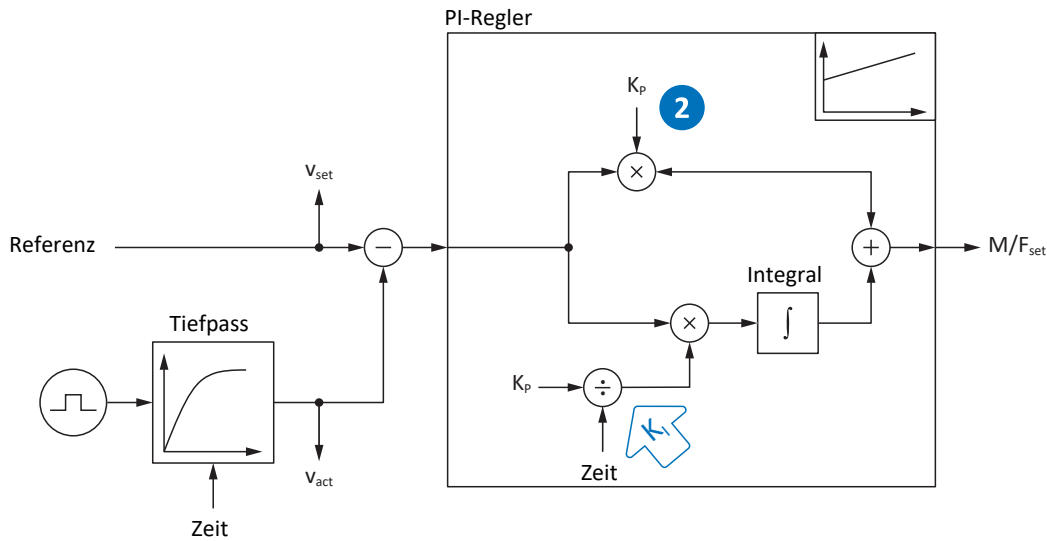 PI-Regler
K_P
2
v_set
Referenz
−
×
+
M/F_set
Integral
∫
×
Tiefpass
K_P
÷
K_I
Zeit
v_act
Zeit